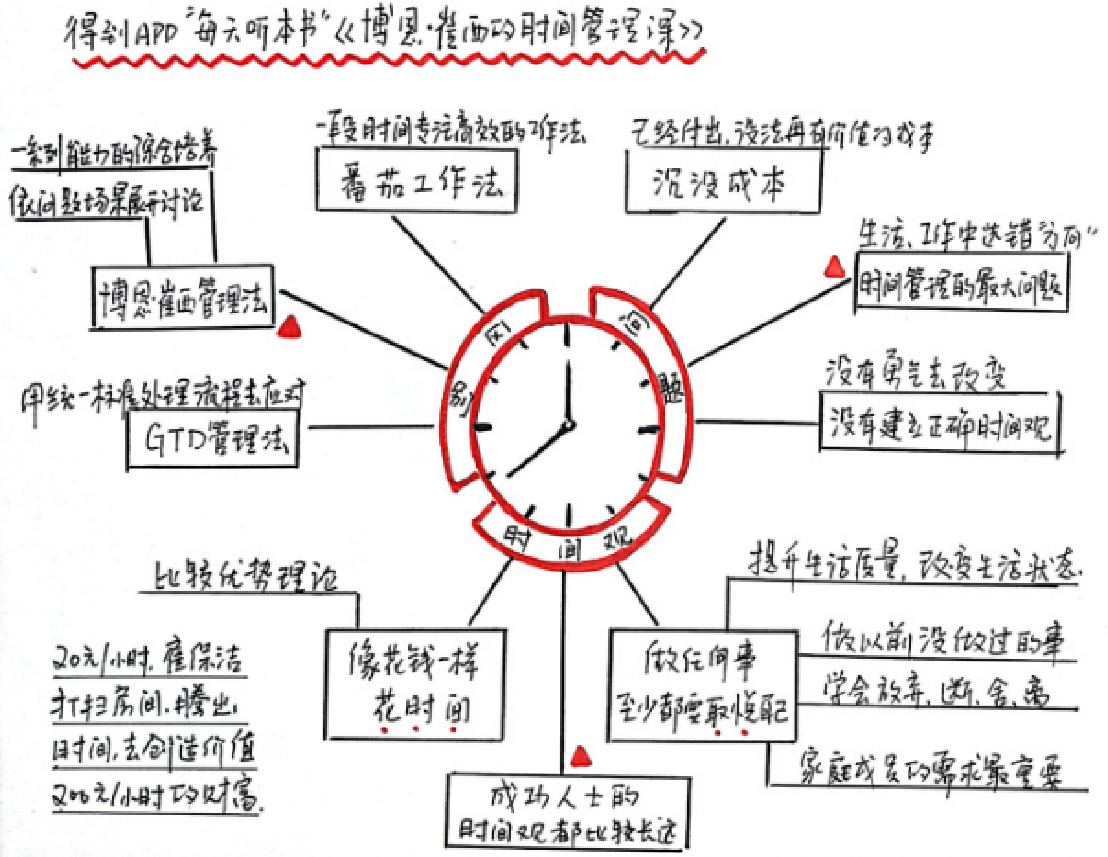 得到APP"每天听本书"《博恩·崔西的时间管理课》
一段时间专注高效的工作法
番茄工作法
已经付出,没法再有价值的成本
沉没成本
一系列能力的综合培养
依问题场景展开讨论
博恩·崔西管理法
生活、工作中选错"方向"
时间管理的最大问题
用统一标准处理流程去应对
GTD管理法
没有勇气去改变
没有建立正确时间观
区别
问题
时间观
比较优势理论
像花钱一样
花时间
20元/小时,雇保洁
打扫房间,腾出
时间,去创造价值
200元/小时的财富.
成功人士的
时间观都比较长远
做任何事
至少都要取悦自己
提升生活质量,改变生活状态.
做以前没做过的事
学会放弃、断、舍、离
家庭成员的需求最重要